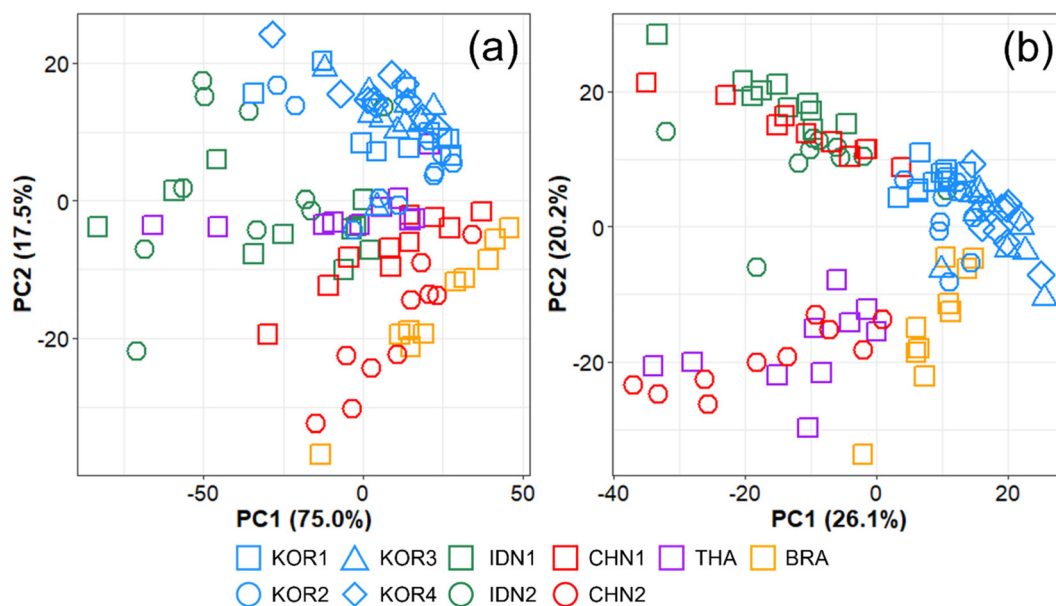 (a)
20
0
-20
PC2 (17.5%)
-50
0
50
PC1 (75.0%)
(b)
20
0
-20
PC2 (20.2%)
-40
-20
0
20
PC1 (26.1%)
KOR1 KOR3 IDN1 CHN1 THA BRA
KOR2 KOR4 IDN2 CHN2